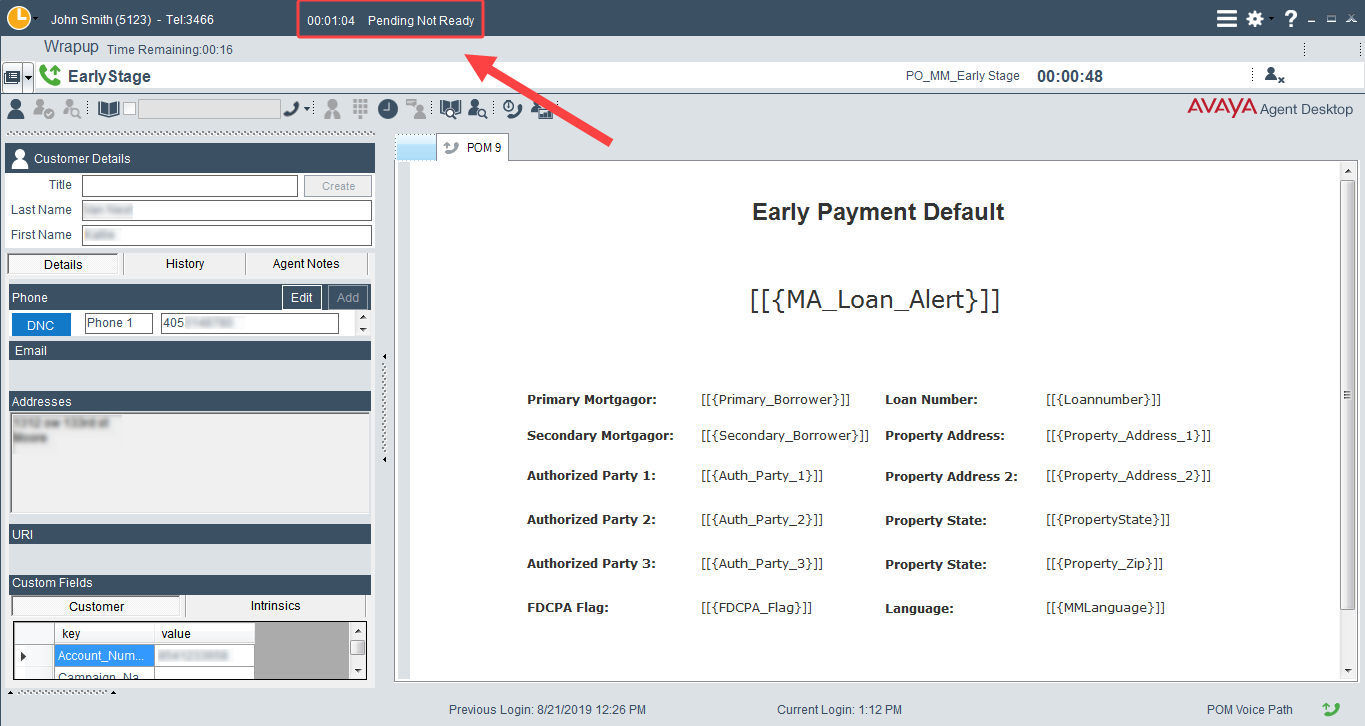 John Smith (5123) - Tel:3466
00:01:04 Pending Not Ready
Wrapup Time Remaining:00:16
EarlyStage
PO_MM_Early Stage 00:00:48
AVAYA Agent Desktop
Customer Details
Title Create
Last Name
First Name
Details History Agent Notes
Phone Edit Add
DNC Phone 1 405
Email
Addresses
URI
Custom Fields
Customer Intrinsics
key value
Account_Num...
Campaign_Na
POM 9
Early Payment Default
[[{MA_Loan_Alert}]]
Primary Mortgagor: [[{Primary_Borrower}]] Loan Number: [[{Loannumber}]]
Secondary Mortgagor: [[{Secondary_Borrower}]] Property Address: [[{Property_Address_1}]]
Authorized Party 1: [[{Auth_Party_1}]] Property Address 2: [[{Property_Address_2}]]
Authorized Party 2: [[{Auth_Party_2}]] Property State: [[{PropertyState}]]
Authorized Party 3: [[{Auth_Party_3}]] Property State: [[{Property_Zip}]]
FDCPA Flag: [[{FDCPA_Flag}]] Language: [[{MMLanguage}]]
Previous Login: 8/21/2019 12:26 PM Current Login: 1:12 PM POM Voice Path